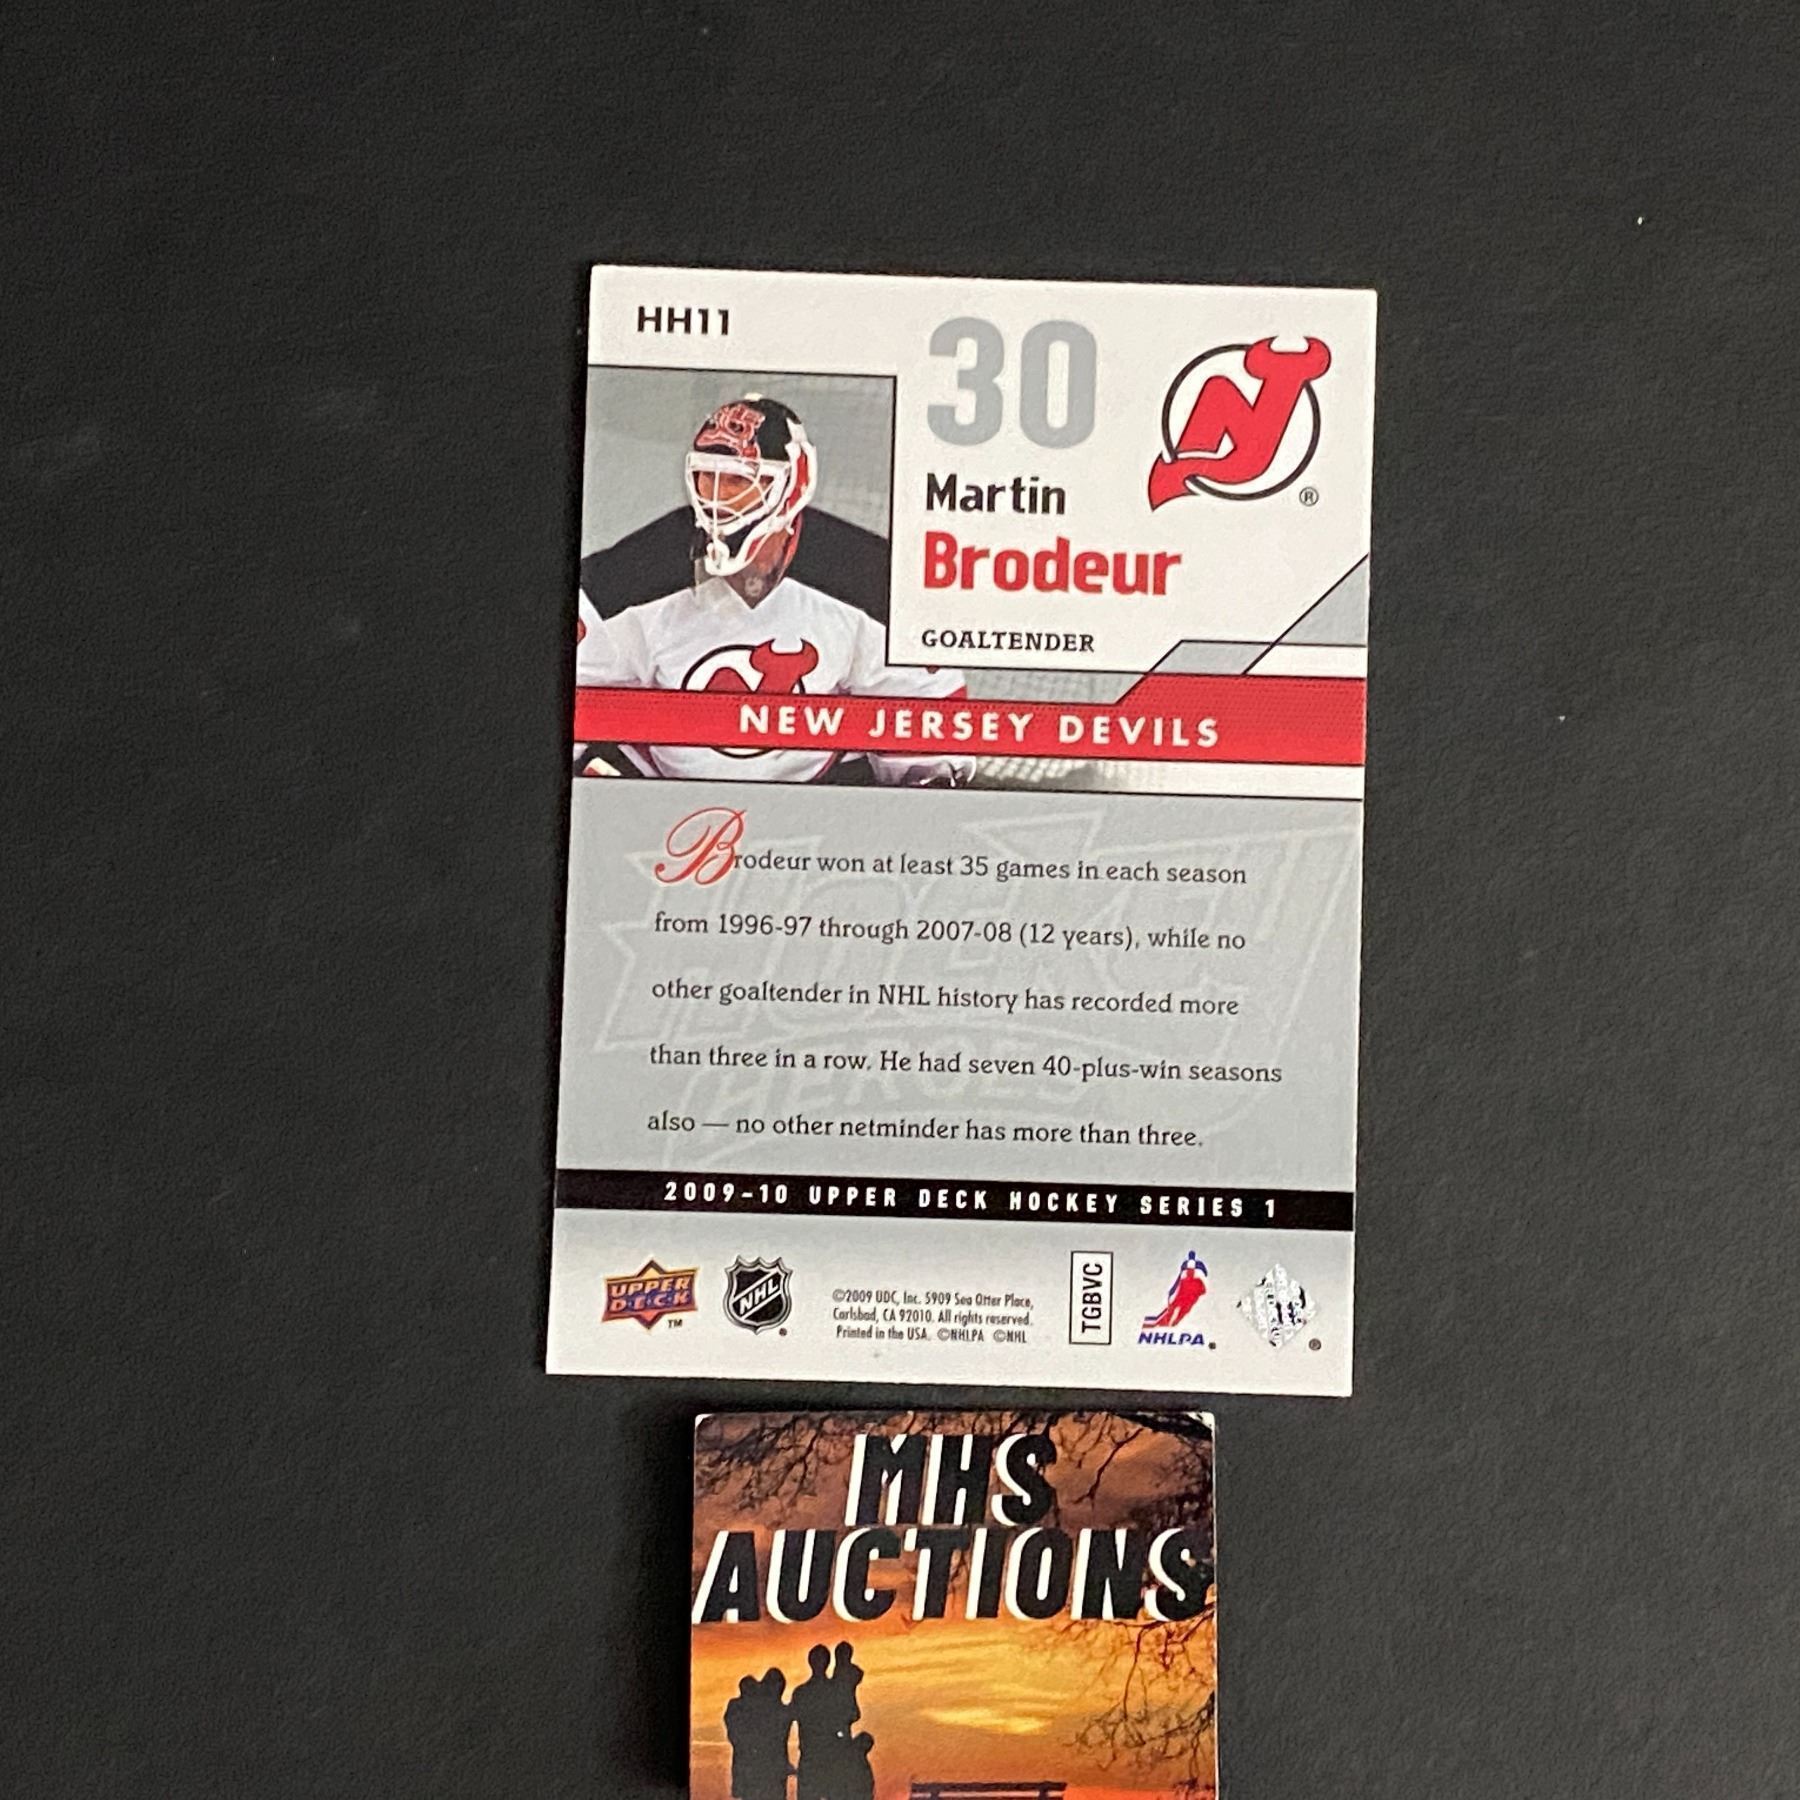 HH11
30
Martin
Brodeur
GOALTENDER
®
NEW JERSEY DEVILS
Brodeur won at least 35 games in each season
from 1996-97 through 2007-08 (12 years), while no
other goaltender in NHL history has recorded more
than three in a row. He had seven 40-plus-win seasons
also — no other netminder has more than three.
2009-10 UPPER DECK HOCKEY SERIES 1
UPPER
DECK
TM
NHL
©2009 UDC, Inc. 5909 Sea Otter Place,
Carlsbad, CA 92010. All rights reserved.
Printed in the USA. ©NHLPA ©NHL
TGBVC
NHLPA
MHS
AUCTIONS